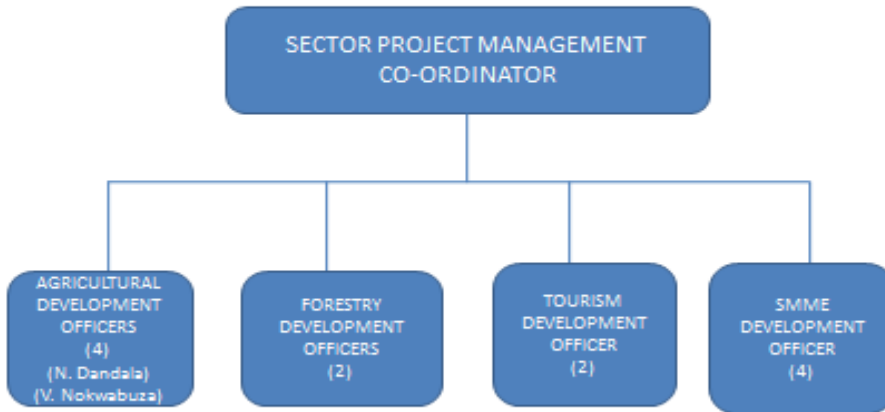 SECTOR PROJECT MANAGEMENT
CO-ORDINATOR
AGRICULTURAL
DEVELOPMENT
OFFICERS
(4)
(N. Dandala)
(V. Nokwabuza)
FORESTRY
DEVELOPMENT
OFFICERS
(2)
TOURISM
DEVELOPMENT
OFFICER
(2)
SMME
DEVELOPMENT
OFFICER
(4)